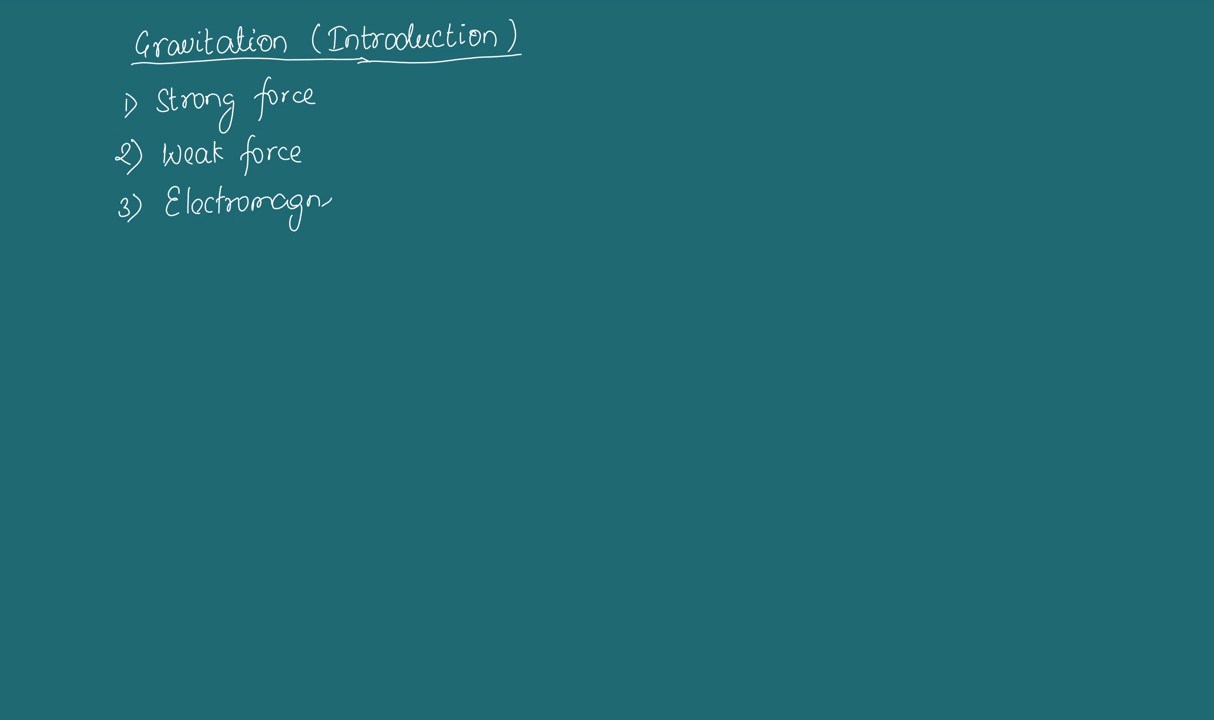 Gravitation (Introduction)
1) Strong force
2) Weak force
3) Electromagn